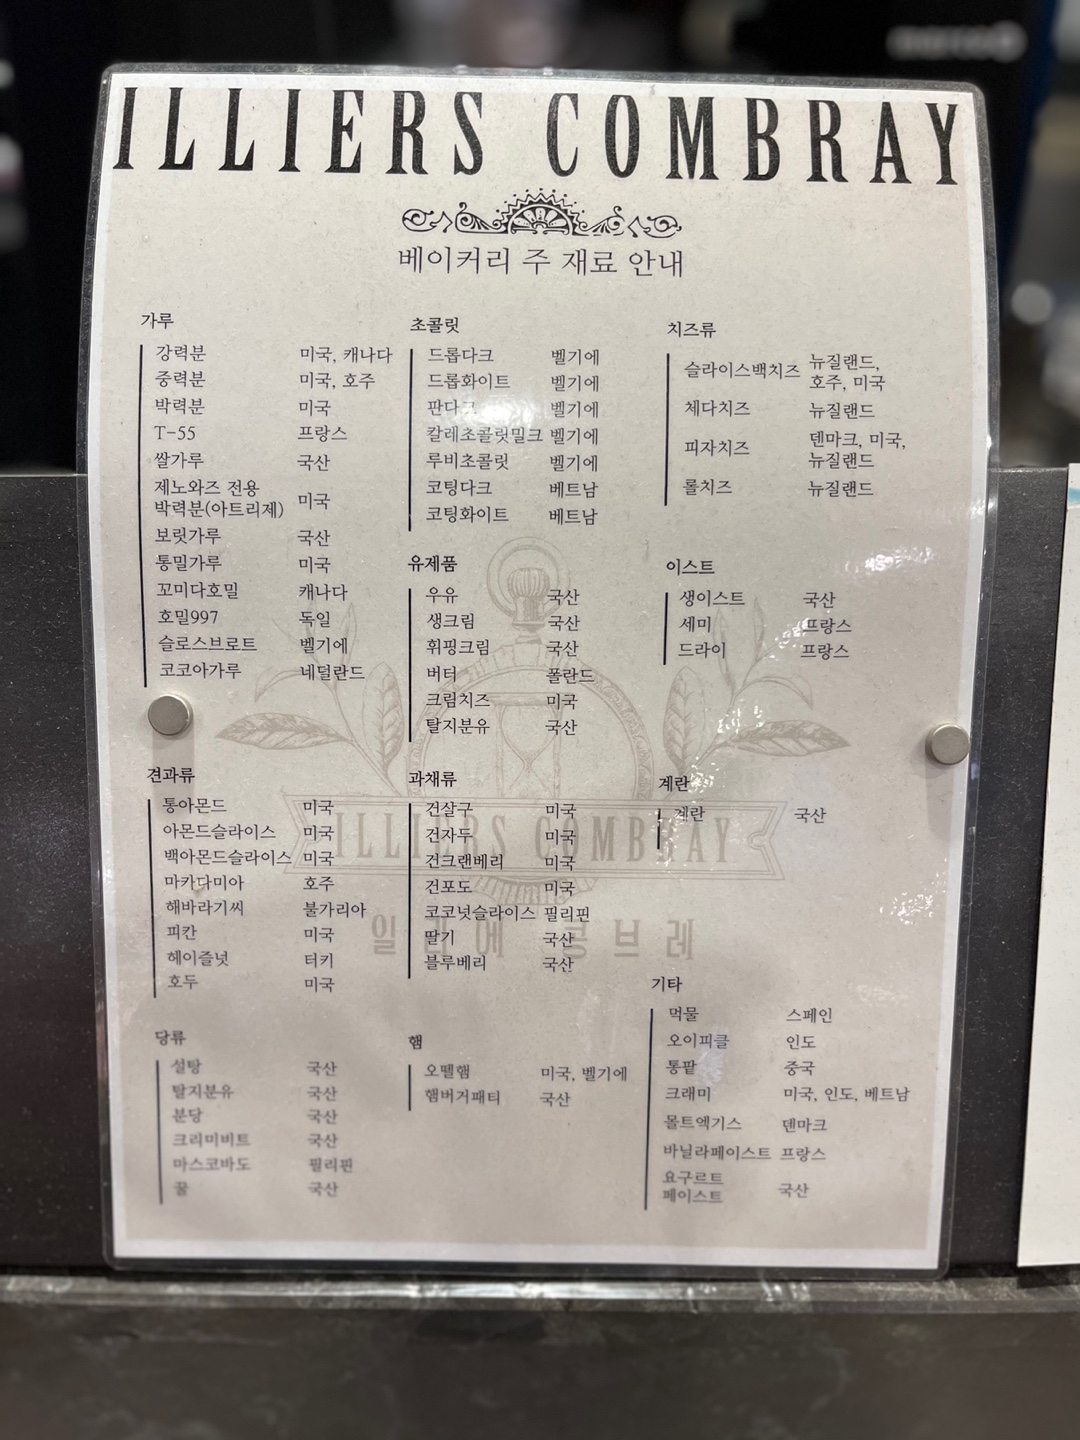 ILLIERS COMBRAY
베이커리 주 재료 안내
가루
강력분 미국, 캐나다
중력분 미국, 호주
박력분 미국
T-55 프랑스
쌀가루 국산
제노와즈 전용
박력분(아트리제) 미국
보릿가루 국산
통밀가루 미국
꼬미다호밀 캐나다
호밀997 독일
슬로스브로트 벨기에
코코아가루 네덜란드
초콜릿
드롭다크 벨기에
드롭화이트 벨기에
판다크 벨기에
칼레초콜릿밀크 벨기에
루비초콜릿 벨기에
코팅다크 베트남
코팅화이트 베트남
치즈류
슬라이스백치즈 뉴질랜드,
호주, 미국
체다치즈 뉴질랜드
피자치즈 덴마크, 미국,
뉴질랜드
롤치즈 뉴질랜드
유제품
우유 국산
생크림 국산
휘핑크림 국산
버터 폴란드
크림치즈 미국
탈지분유 국산
이스트
생이스트 국산
세미 프랑스
드라이 프랑스
견과류
통아몬드 미국
아몬드슬라이스 미국
백아몬드슬라이스 미국
마카다미아 호주
해바라기씨 불가리아
피칸 미국
헤이즐넛 터키
호두 미국
과채류
건살구 미국
건자두 미국
건크랜베리 미국
건포도 미국
코코넛슬라이스 필리핀
딸기 국산
블루베리 국산
계란
계란 국산
ILLIERS COMBRAY
일리에 콩브레
당류
설탕 국산
탈지분유 국산
분당 국산
크리미비트 국산
마스코바도 필리핀
꿀 국산
햄
오뗄햄 미국, 벨기에
햄버거패티 국산
기타
먹물 스페인
오이피클 인도
통팥 중국
크래미 미국, 인도, 베트남
몰트엑기스 덴마크
바닐라페이스트 프랑스
요구르트
페이스트 국산